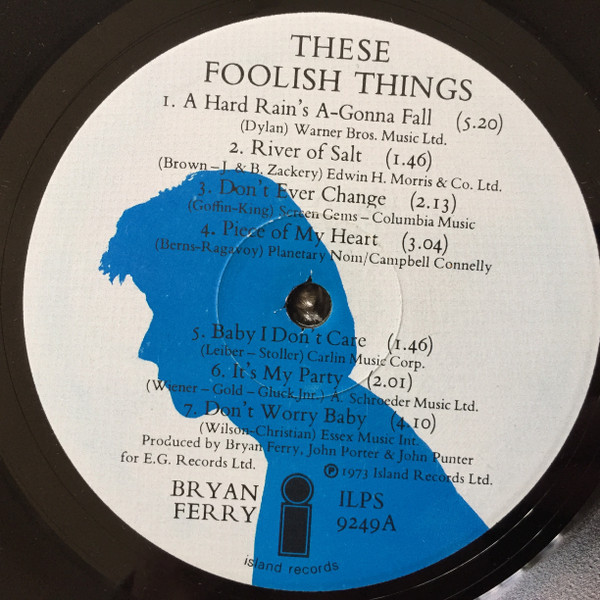 THESE
FOOLISH THINGS
1. A Hard Rain's A-Gonna Fall (5.20)
(Dylan) Warner Bros. Music Ltd.
2. River of Salt (1.46)
(Brown – J. & B. Zackery) Edwin H. Morris & Co. Ltd.
3. Don't Ever Change (2.13)
(Goffin-King) Screen Gems – Columbia Music
4. Piece of My Heart (3.04)
(Berns-Ragavoy) Planetary Nom/Campbell Connelly
5. Baby I Don't Care (1.46)
(Leiber – Stoller) Carlin Music Corp.
6. It's My Party (2.01)
(Wiener – Gold – Gluck Jnr.) A. Schroeder Music Ltd.
7. Don't Worry Baby (4.10)
(Wilson-Christian) Essex Music Int.
Produced by Bryan Ferry, John Porter & John Punter
for E.G. Records Ltd.
℗ 1973 Island Records Ltd.
BRYAN
FERRY
ILPS
9249A
island records